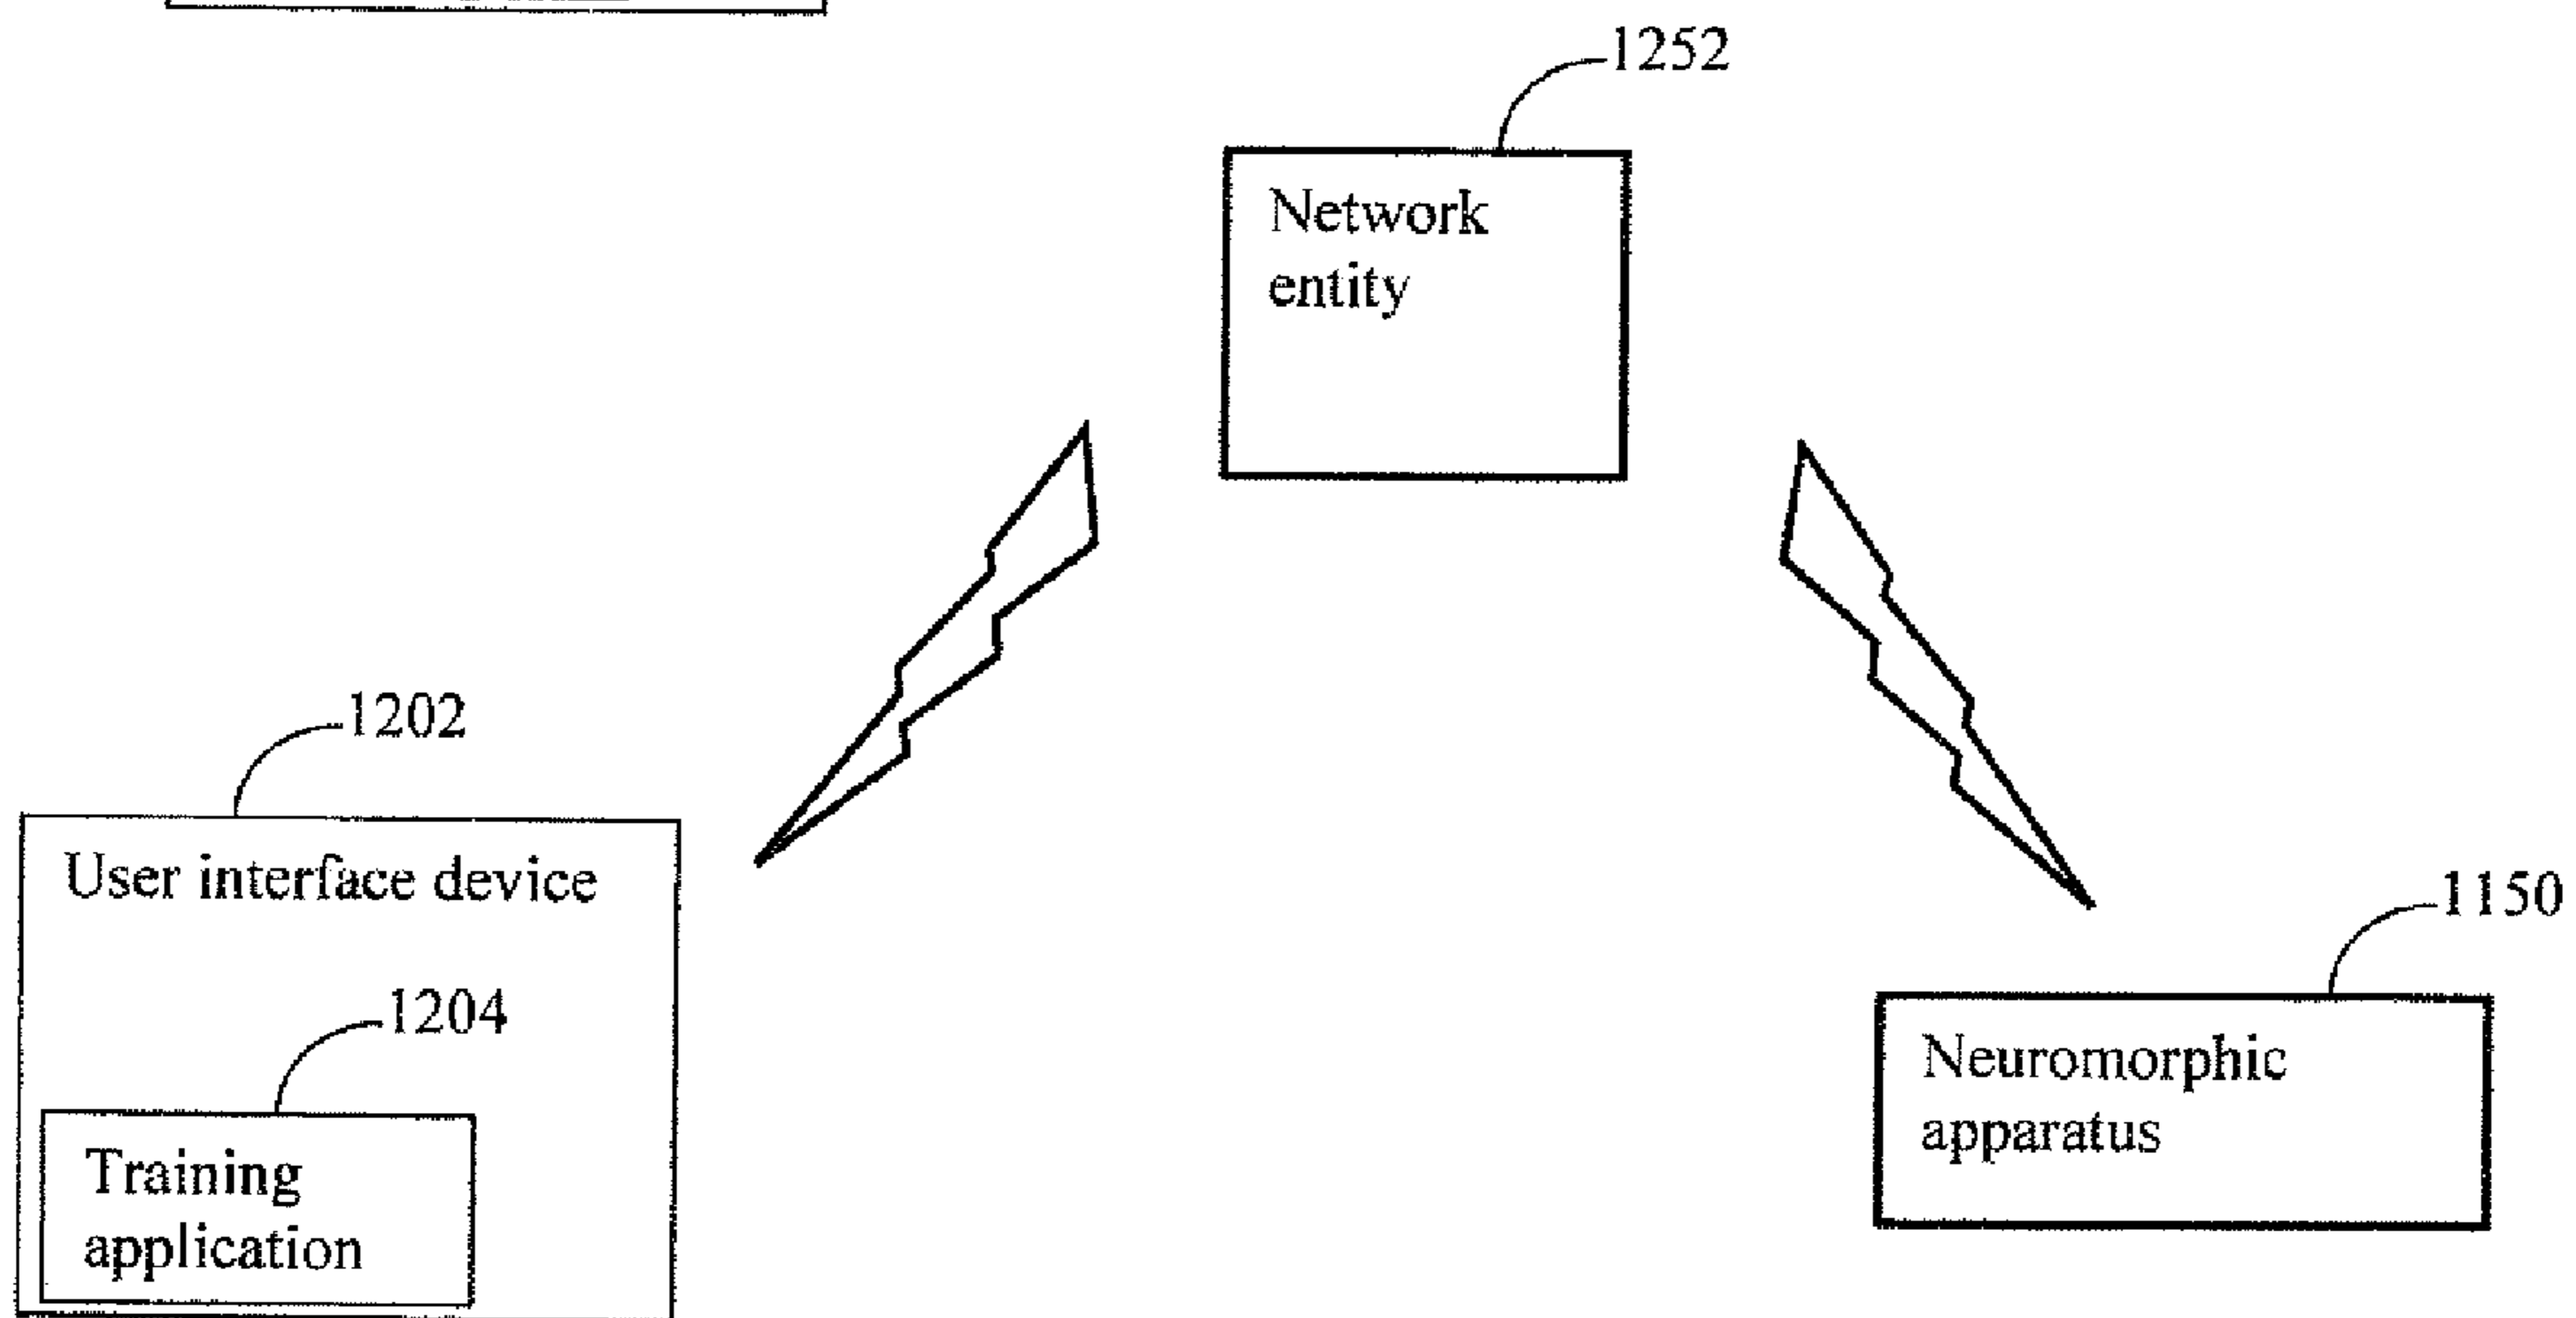 1252
Network
entity
1202
User interface device
1150
1204
Neuromorphic
apparatus
Training
application